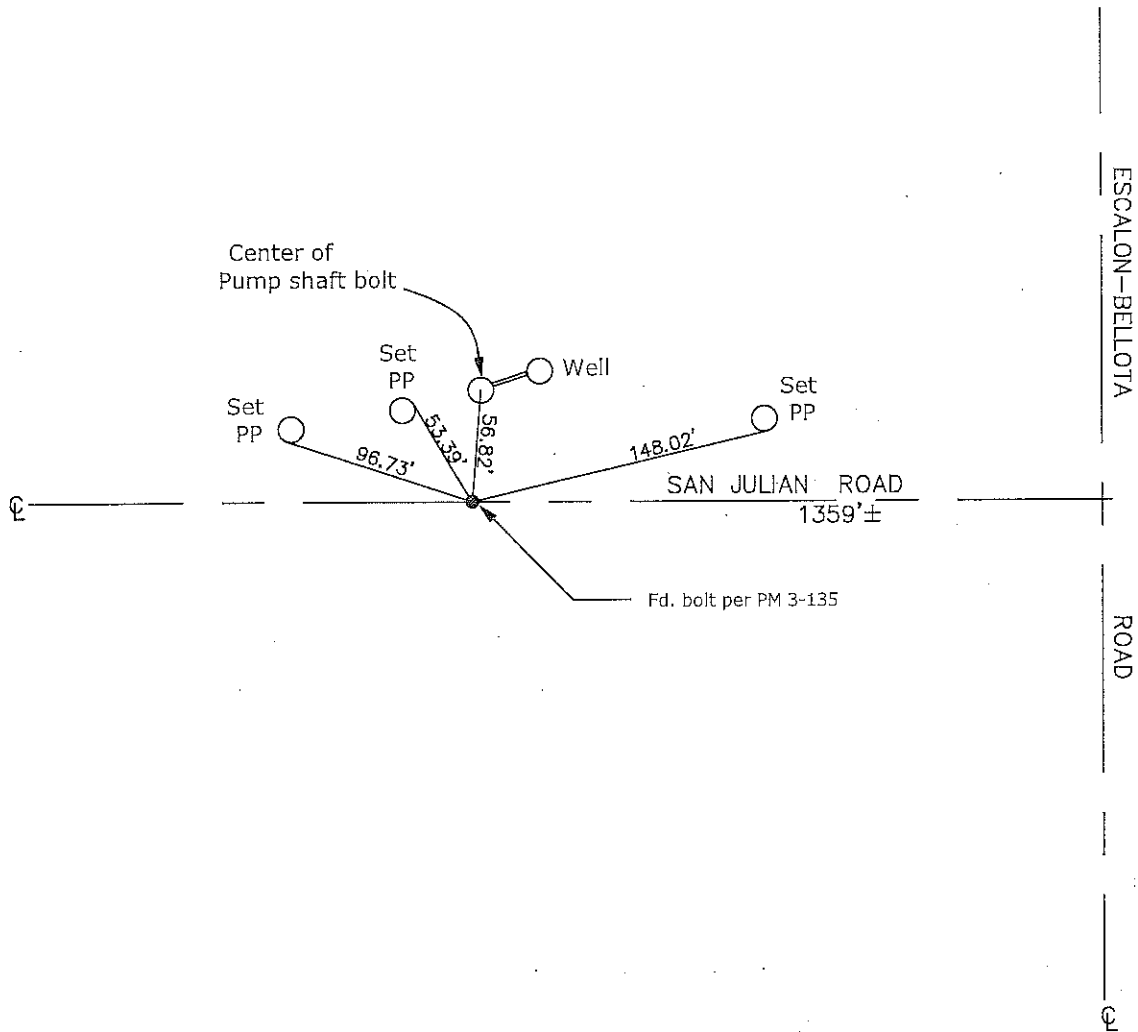 ESCALON-BELLOTA
ROAD
Center of
Pump shaft bolt
Set
PP
Well
Set
PP
Set
PP
96.73'
53.39'
56.82'
148.02'
SAN JULIAN ROAD
1359'±
℄
Fd. bolt per PM 3-135
℄